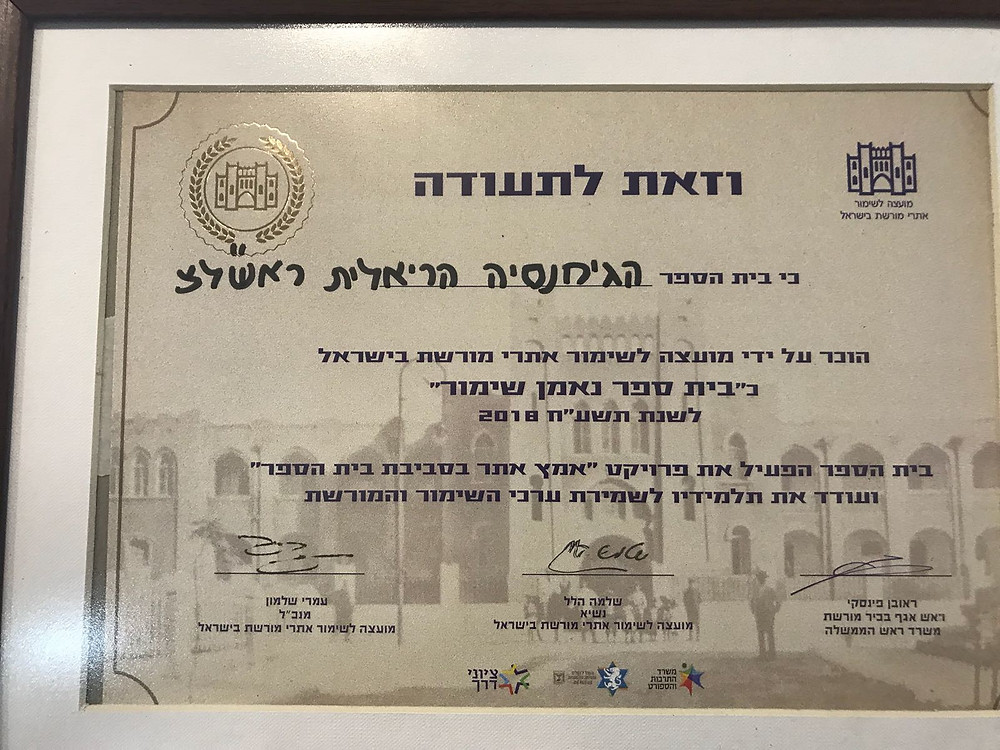 וזאת לתעודה
מועצה לשימור
אתרי מורשת בישראל
כי בית הספר הגימנסיה הריאלית ראשל"צ
הוכר על ידי מועצה לשימור אתרי מורשת בישראל
כ"בית ספר נאמן שימור"
לשנת תשע"ח 2018
בית הספר הפעיל את פרויקט "אמץ אתר בסביבת בית הספר"
ועודד את תלמידיו לשמירת ערכי השימור והמורשת
ראובן פינסקי
ראש אגף בכיר מורשת
משרד ראש הממשלה
שלמה הלל
נשיא
מועצה לשימור אתרי מורשת בישראל
עמרי שלמון
מנכ"ל
מועצה לשימור אתרי מורשת בישראל
משרד
התרבות
והספורט
ציוני
דרך